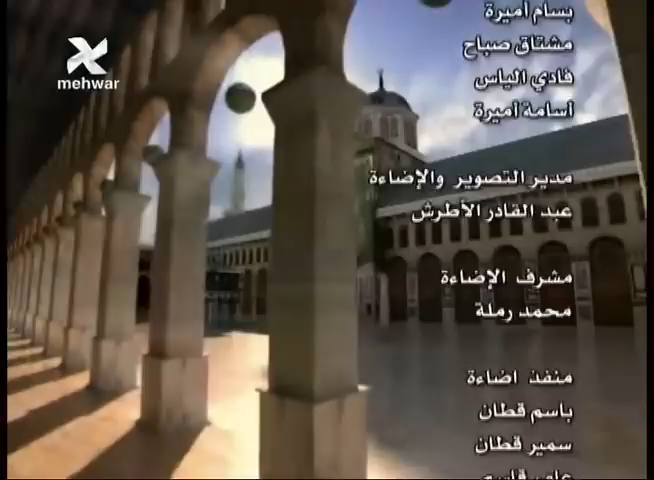 mehwar
بسام أميرة
مشتاق صباح
فادي الياس
أسامة أميرة
مدير التصوير والإضاءة
عبد القادر الأطرش
مشرف الإضاءة
محمد رملة
منفذ اضاءة
باسم قطان
سمير قطان